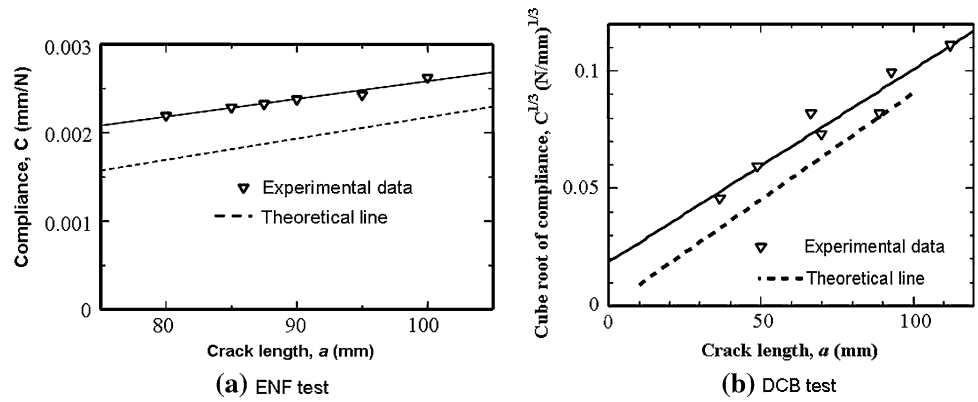 0.003
0.002
0.001
0
80
90
100
Compliance, C (mm/N)
Experimental data
Theoretical line
Crack length, a (mm)
(a) ENF test
0.1
0.05
0
0
50
100
Cube root of compliance, C^1/3 (N/mm)^1/3
Experimental data
Theoretical line
Crack length, a (mm)
(b) DCB test